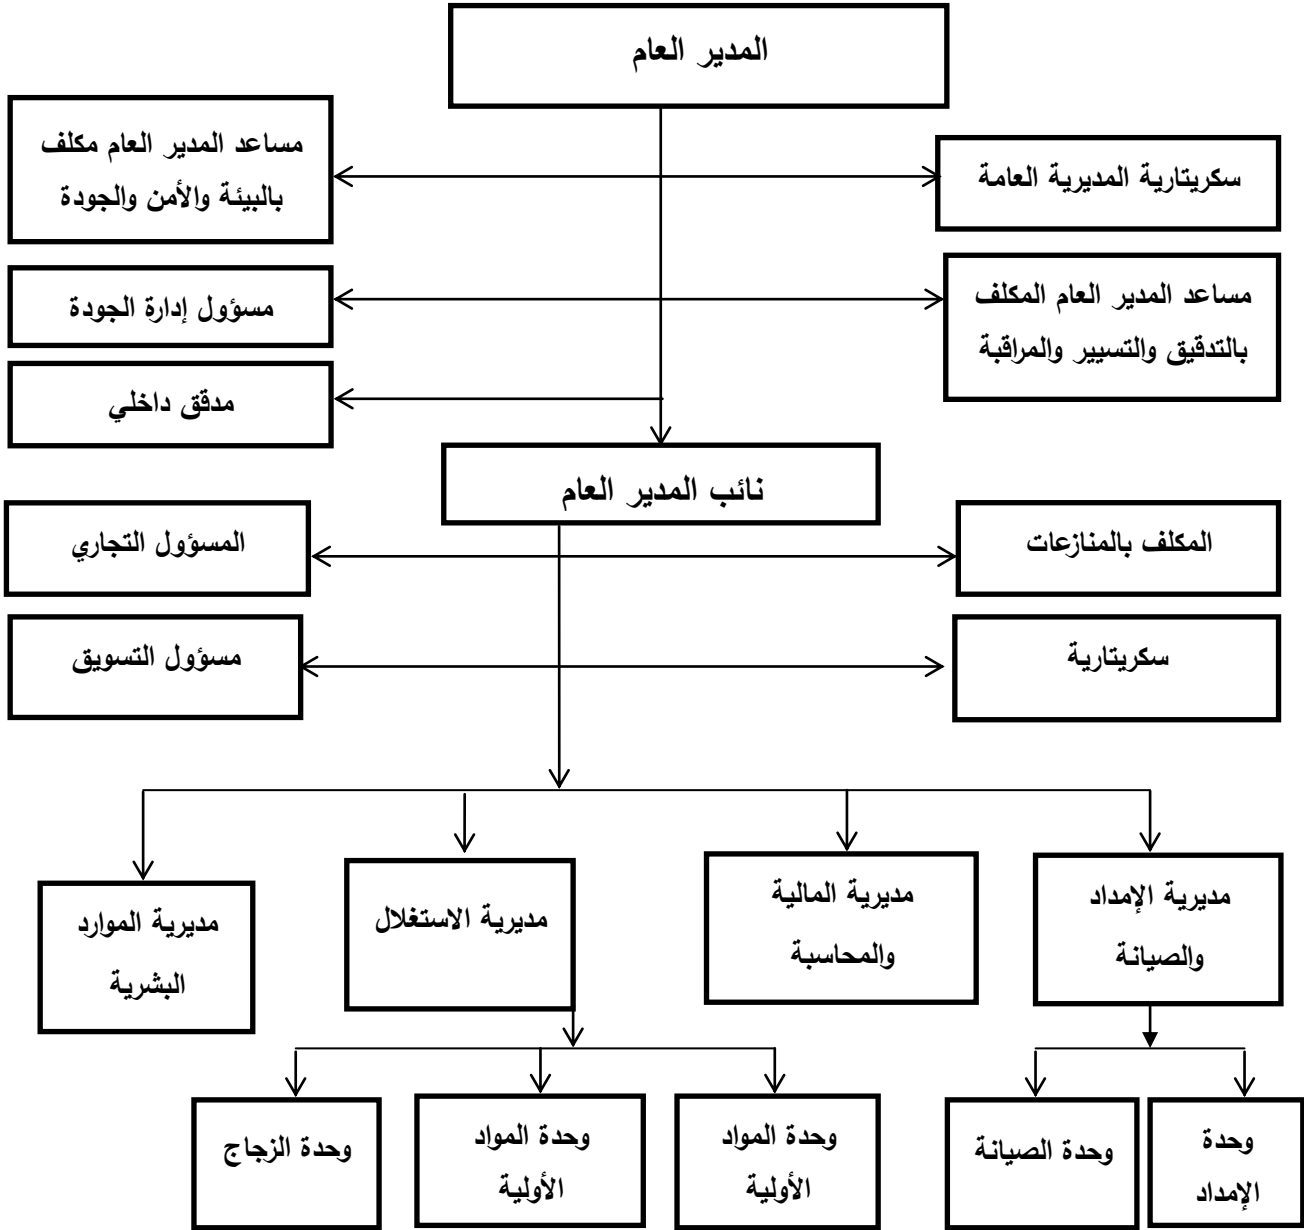 المدير العام
سكريتارية المديرية العامة
مساعد المدير العام مكلف
بالبيئة والأمن والجودة
مساعد المدير العام المكلف
بالتدقيق والتسيير والمراقبة
مسؤول إدارة الجودة
مدقق داخلي
نائب المدير العام
المكلف بالمنازعات
المسؤول التجاري
سكريتارية
مسؤول التسويق
مديرية الإمداد
والصيانة
مديرية المالية
والمحاسبة
مديرية الاستغلال
مديرية الموارد
البشرية
وحدة
الإمداد
وحدة الصيانة
وحدة المواد
الأولية
وحدة المواد
الأولية
وحدة الزجاج